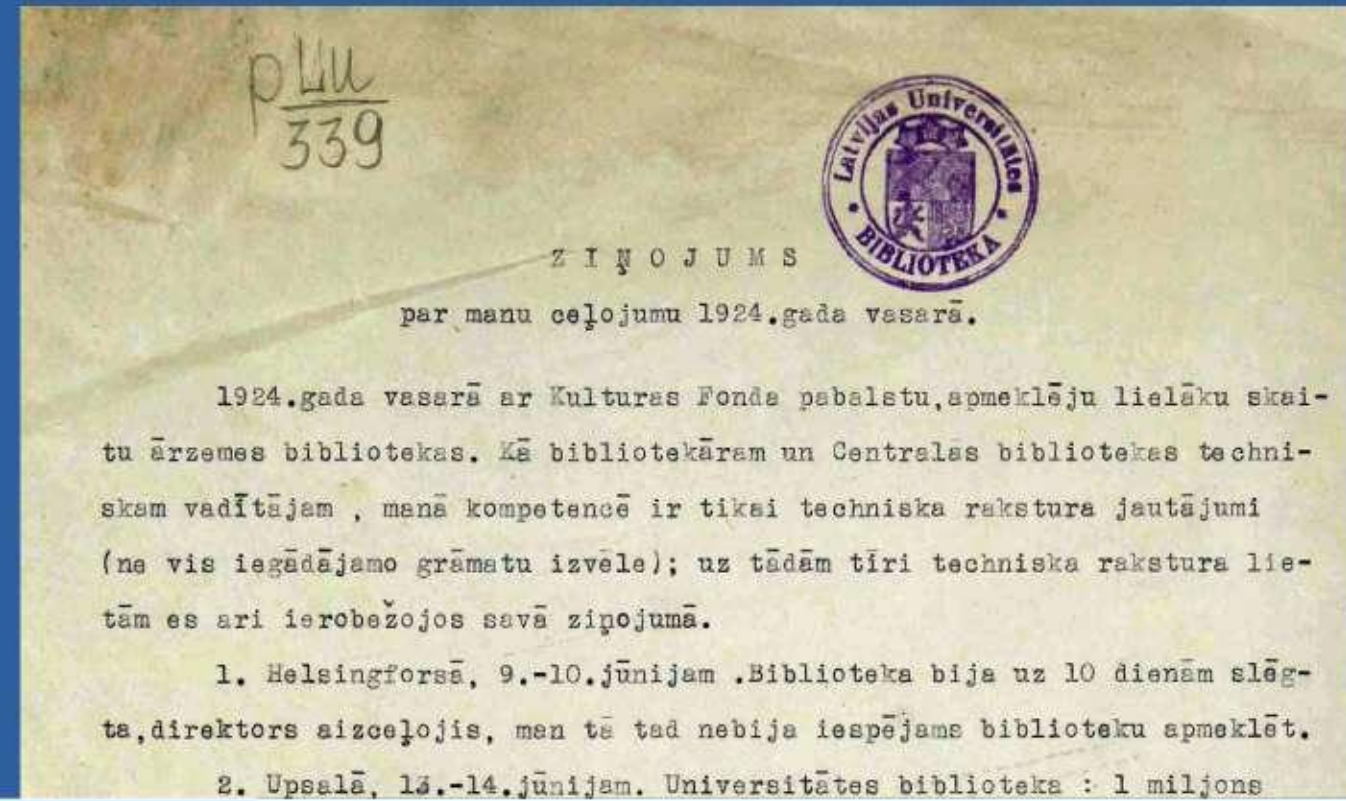 р ЦИ
339
Latvijas Universitātes
BIBLIOTEKA
ZIŅOJUMS
par manu ceļojumu 1924.gada vasarā.
1924.gada vasarā ar Kulturas Fonda pabalstu,apmeklēju lielāku skai-
tu ārzemes bibliotekas. Kā bibliotekāram un Centralas bibliotekas techni-
skam vadītājam , manā kompetencē ir tikai techniska rakstura jautājumi
(ne vis iegādājamo grāmatu izvēle); uz tādām tīri techniska rakstura lie-
tām es ari ierobežojos savā ziņojumā.
1. Helsingforsā, 9.-10.jūnijam .Biblioteka bija uz 10 dienām slēg-
ta,direktors aizceļojis, man tā tad nebija iespējams biblioteku apmeklēt.
2. Upsalā, 13.-14.jūnijam. Universitātes biblioteka : 1 miljons